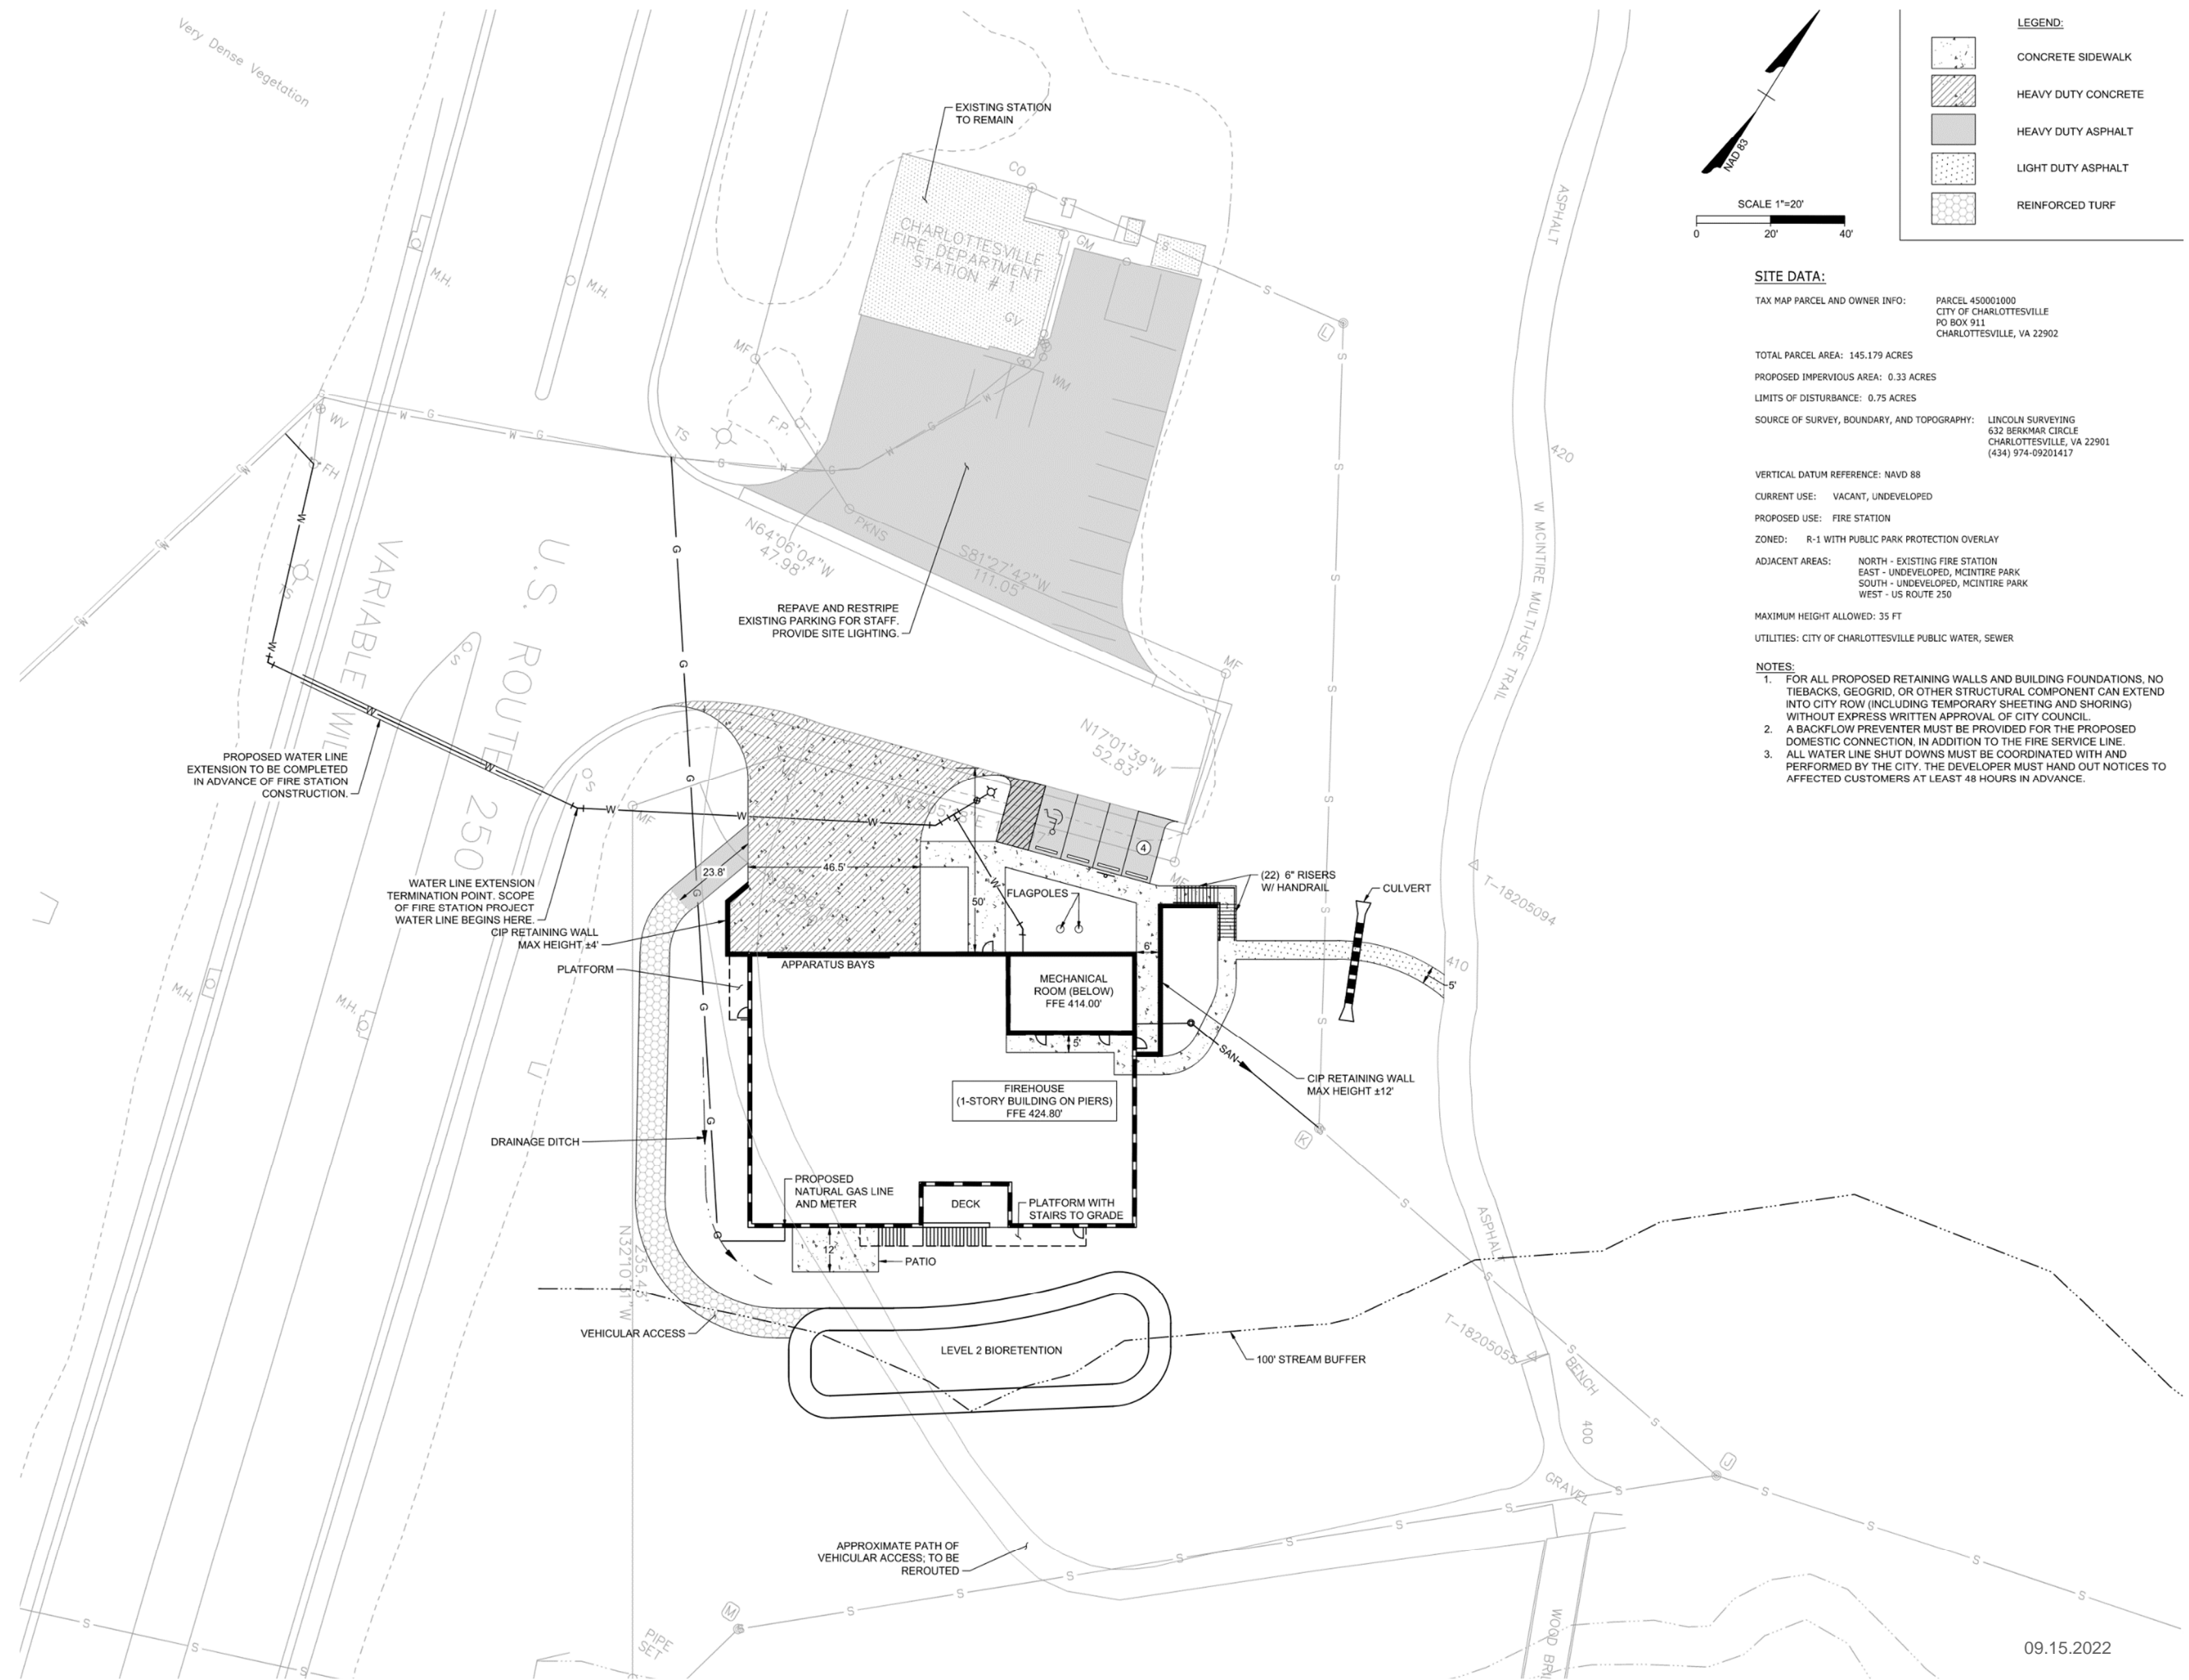 Very Dense Vegetation
EXISTING STATION
TO REMAIN
CO
S
CHARLOTTESVILLE
FIRE DEPARTMENT
STATION # 1
GM
GV
WM
MF
F.P.
TS
PKNS
N64°06'04"W
47.98'
S81°27'42"W
111.05'
REPAVE AND RESTRIPE
EXISTING PARKING FOR STAFF.
PROVIDE SITE LIGHTING.
M.H.
M.H.
WV
FH
TS
VARIABLE
U.S. ROUTE 250
PROPOSED WATER LINE
EXTENSION TO BE COMPLETED
IN ADVANCE OF FIRE STATION
CONSTRUCTION.
WATER LINE EXTENSION
TERMINATION POINT. SCOPE
OF FIRE STATION PROJECT
WATER LINE BEGINS HERE.
CIP RETAINING WALL
MAX HEIGHT ±4'
PLATFORM
MF
N17°01'39"W
52.83'
MF
MF
23.8'
46.5'
50'
4
FLAGPOLES
(22) 6" RISERS
W/ HANDRAIL
CULVERT
6'
5'
APPARATUS BAYS
MECHANICAL
ROOM (BELOW)
FFE 414.00'
5'
SAN
CIP RETAINING WALL
MAX HEIGHT ±12'
FIREHOUSE
(1-STORY BUILDING ON PIERS)
FFE 424.80'
M.H.
M.H.
DRAINAGE DITCH
PROPOSED
NATURAL GAS LINE
AND METER
DECK
PLATFORM WITH
STAIRS TO GRADE
12'
PATIO
VEHICULAR ACCESS
235.43'
LEVEL 2 BIORETENTION
100' STREAM BUFFER
APPROXIMATE PATH OF
VEHICULAR ACCESS; TO BE
REROUTED
PIPE
SET
L
K
J
M
ASPHALT
420
W MCINTIRE MULTI-USE TRAIL
T-18205094
410
ASPHALT
T-18205055
BENCH
400
GRAVEL
WOOD BRI
NAD 83
SCALE 1"=20'
0 20' 40'
LEGEND:
CONCRETE SIDEWALK
HEAVY DUTY CONCRETE
HEAVY DUTY ASPHALT
LIGHT DUTY ASPHALT
REINFORCED TURF
SITE DATA:
TAX MAP PARCEL AND OWNER INFO: PARCEL 450001000
CITY OF CHARLOTTESVILLE
PO BOX 911
CHARLOTTESVILLE, VA 22902
TOTAL PARCEL AREA: 145.179 ACRES
PROPOSED IMPERVIOUS AREA: 0.33 ACRES
LIMITS OF DISTURBANCE: 0.75 ACRES
SOURCE OF SURVEY, BOUNDARY, AND TOPOGRAPHY: LINCOLN SURVEYING
632 BERKMAR CIRCLE
CHARLOTTESVILLE, VA 22901
(434) 974-09201417
VERTICAL DATUM REFERENCE: NAVD 88
CURRENT USE: VACANT, UNDEVELOPED
PROPOSED USE: FIRE STATION
ZONED: R-1 WITH PUBLIC PARK PROTECTION OVERLAY
ADJACENT AREAS: NORTH - EXISTING FIRE STATION
EAST - UNDEVELOPED, MCINTIRE PARK
SOUTH - UNDEVELOPED, MCINTIRE PARK
WEST - US ROUTE 250
MAXIMUM HEIGHT ALLOWED: 35 FT
UTILITIES: CITY OF CHARLOTTESVILLE PUBLIC WATER, SEWER
NOTES:
1. FOR ALL PROPOSED RETAINING WALLS AND BUILDING FOUNDATIONS, NO
TIEBACKS, GEOGRID, OR OTHER STRUCTURAL COMPONENT CAN EXTEND
INTO CITY ROW (INCLUDING TEMPORARY SHEETING AND SHORING)
WITHOUT EXPRESS WRITTEN APPROVAL OF CITY COUNCIL.
2. A BACKFLOW PREVENTER MUST BE PROVIDED FOR THE PROPOSED
DOMESTIC CONNECTION, IN ADDITION TO THE FIRE SERVICE LINE.
3. ALL WATER LINE SHUT DOWNS MUST BE COORDINATED WITH AND
PERFORMED BY THE CITY. THE DEVELOPER MUST HAND OUT NOTICES TO
AFFECTED CUSTOMERS AT LEAST 48 HOURS IN ADVANCE.
09.15.2022